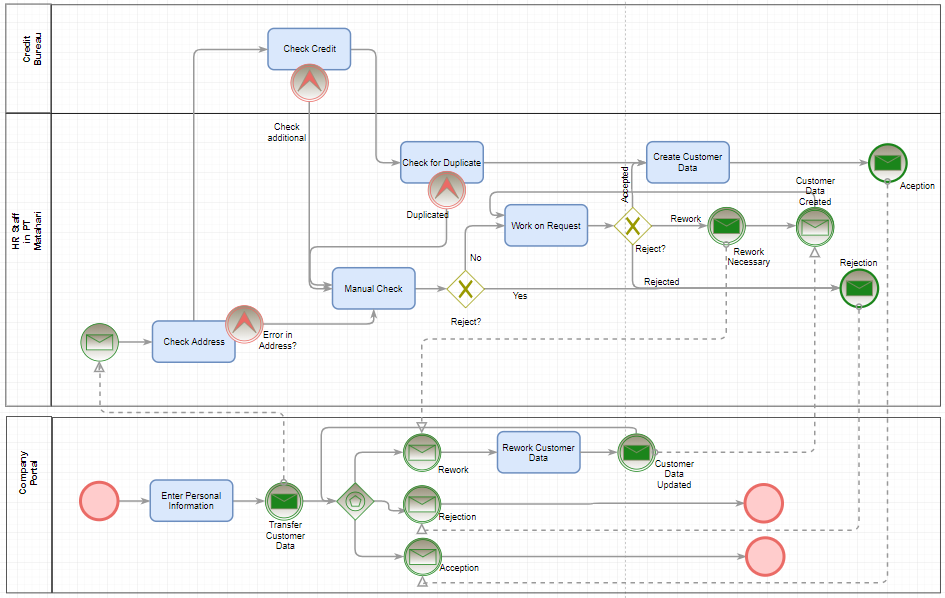 Credit
Bureau
Check Credit
Check
additional
HR Staff
in PT
Matahari
Check for Duplicate
Duplicated
Create Customer
Data
Accepted
Customer
Data
Created
Aception
Work on Request
Rework
Reject?
Rework
Necessary
No
Rejection
Manual Check
Rejected
Yes
Reject?
Check Address
Error in
Address?
Company
Portal
Rework Customer
Data
Rework
Customer
Data
Updated
Enter Personal
Information
Transfer
Customer
Data
Rejection
Acception